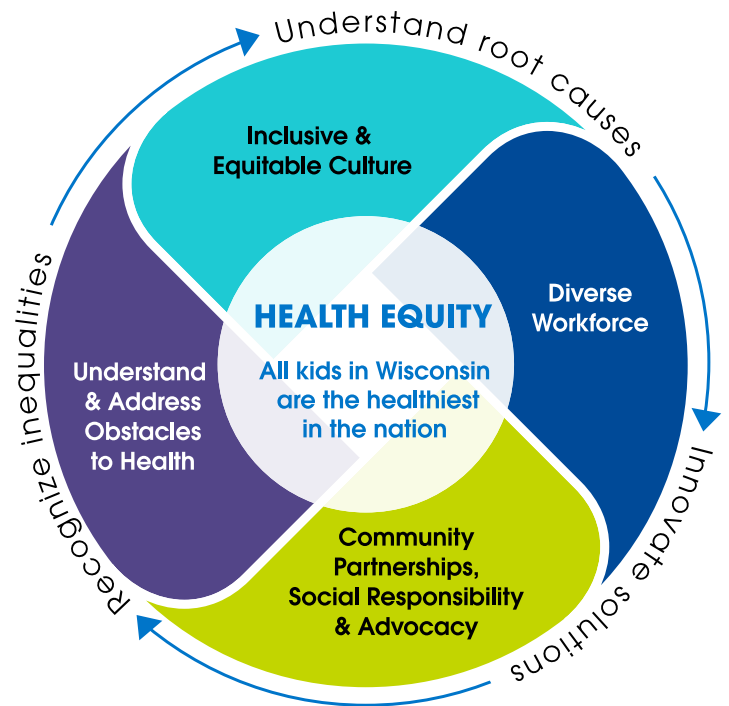 Understand root causes
Inclusive &
Equitable Culture
Diverse
Workforce
HEALTH EQUITY
All kids in Wisconsin
are the healthiest
in the nation
Understand
& Address
Obstacles
to Health
Community
Partnerships,
Social Responsibility
& Advocacy
Innovate solutions
Recognize inequalities